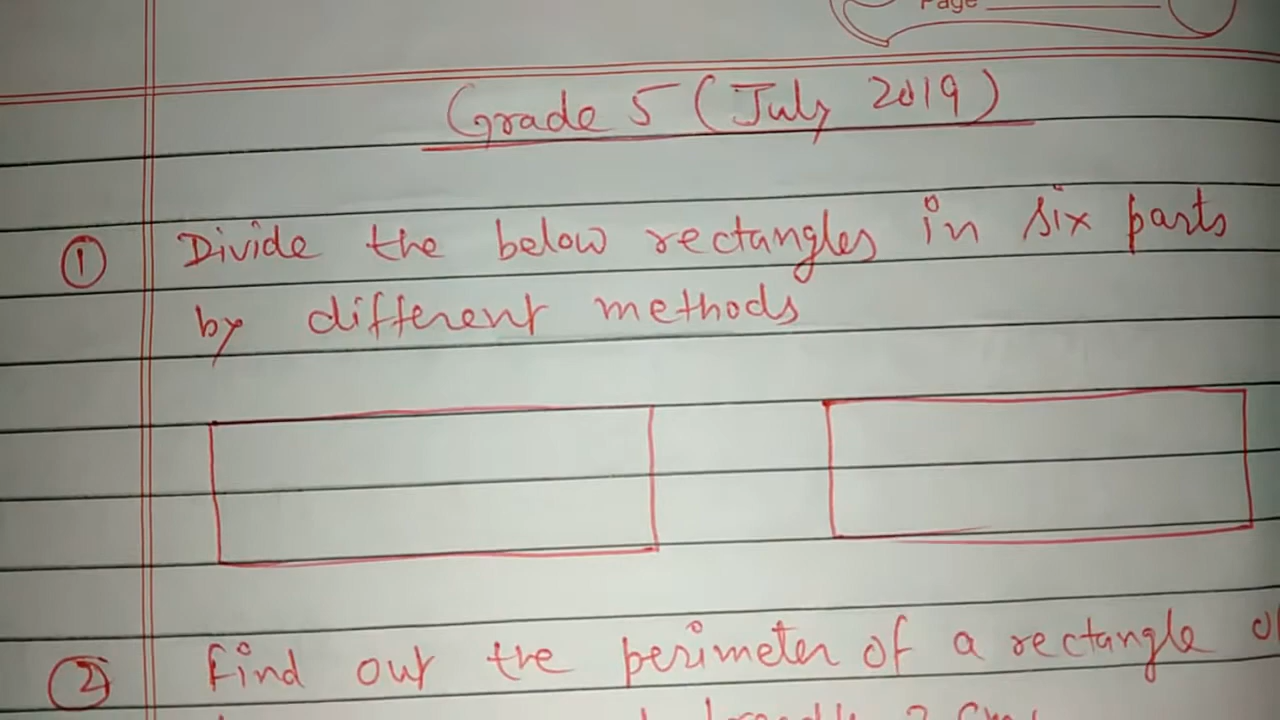 Page
Grade 5 (July 2019)
① Divide the below rectangles in six parts
by different methods
② Find out the perimeter of a rectangle